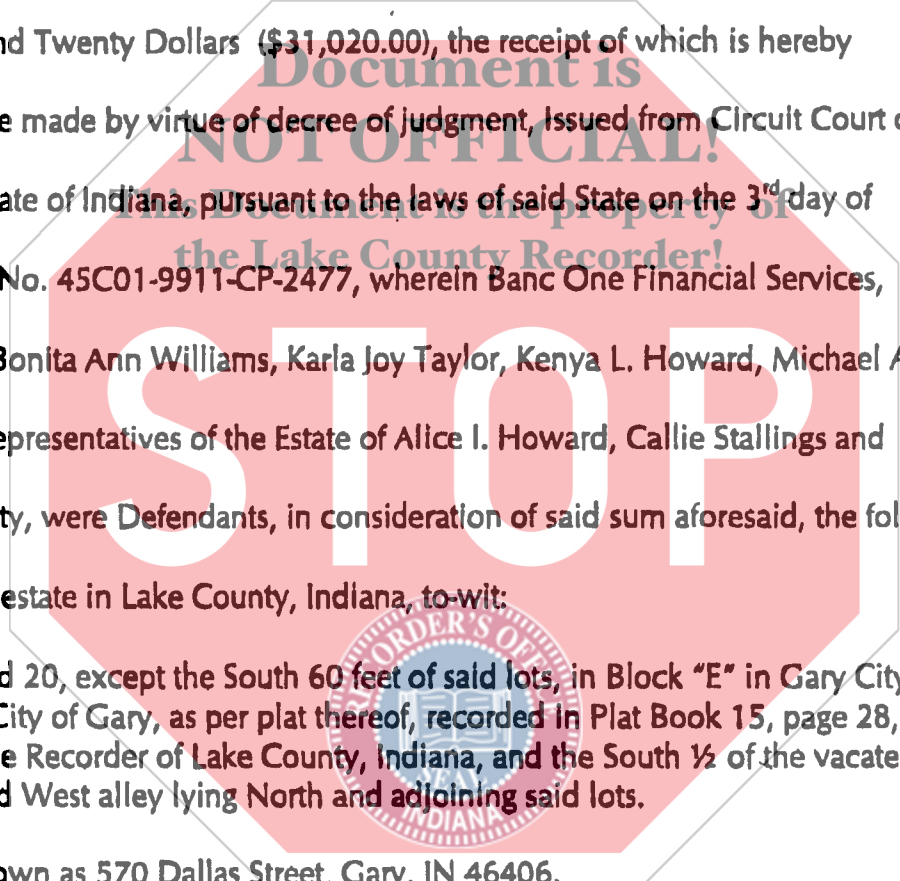 nd Twenty Dollars ($31,020.00), the receipt of which is hereby
Document is
e made by virtue of decree of judgment, issued from Circuit Court
NOT OFFICIAL!
ate of Indiana, pursuant to the laws of said State on the 3rd day of
This Document is the property of
the Lake County Recorder!
No. 45C01-9911-CP-2477, wherein Banc One Financial Services,
STOP
Bonita Ann Williams, Karla Joy Taylor, Kenya L. Howard, Michael A
epresentatives of the Estate of Alice I. Howard, Callie Stallings and
ty, were Defendants, in consideration of said sum aforesaid, the fol
estate in Lake County, Indiana, to-wit:
RECORDER'S OF
d 20, except the South 60 feet of said lots, in Block "E" in Gary City
City of Gary, as per plat thereof, recorded in Plat Book 15, page 28,
e Recorder of Lake County, Indiana, and the South ½ of the vacate
SEAL
d West alley lying North and adjoining said lots.
INDIANA
own as 570 Dallas Street, Gary, IN 46406.